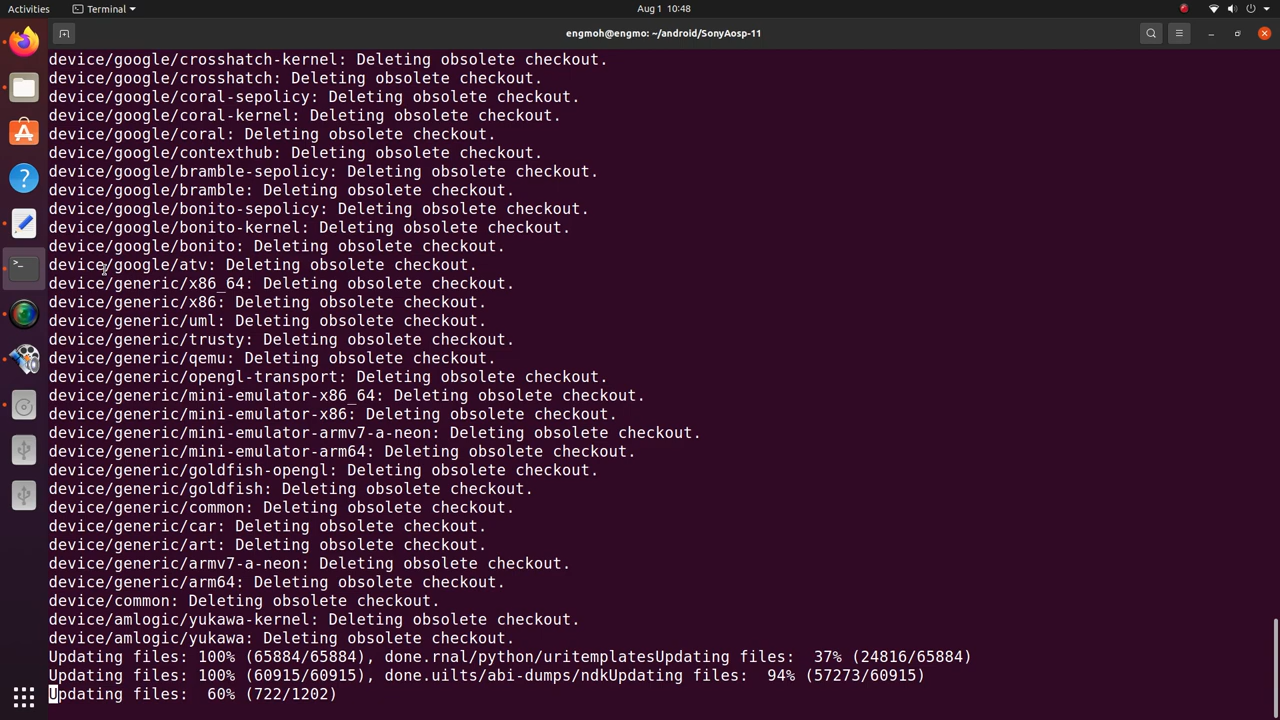 Activities
Terminal
Aug 1 10:48
engmoh@engmo: ~/android/SonyAosp-11
device/google/crosshatch-kernel: Deleting obsolete checkout.
device/google/crosshatch: Deleting obsolete checkout.
device/google/coral-sepolicy: Deleting obsolete checkout.
device/google/coral-kernel: Deleting obsolete checkout.
device/google/coral: Deleting obsolete checkout.
device/google/contexthub: Deleting obsolete checkout.
device/google/bramble-sepolicy: Deleting obsolete checkout.
device/google/bramble: Deleting obsolete checkout.
device/google/bonito-sepolicy: Deleting obsolete checkout.
device/google/bonito-kernel: Deleting obsolete checkout.
device/google/bonito: Deleting obsolete checkout.
device/google/atv: Deleting obsolete checkout.
device/generic/x86_64: Deleting obsolete checkout.
device/generic/x86: Deleting obsolete checkout.
device/generic/uml: Deleting obsolete checkout.
device/generic/trusty: Deleting obsolete checkout.
device/generic/qemu: Deleting obsolete checkout.
device/generic/opengl-transport: Deleting obsolete checkout.
device/generic/mini-emulator-x86_64: Deleting obsolete checkout.
device/generic/mini-emulator-x86: Deleting obsolete checkout.
device/generic/mini-emulator-armv7-a-neon: Deleting obsolete checkout.
device/generic/mini-emulator-arm64: Deleting obsolete checkout.
device/generic/goldfish-opengl: Deleting obsolete checkout.
device/generic/goldfish: Deleting obsolete checkout.
device/generic/common: Deleting obsolete checkout.
device/generic/car: Deleting obsolete checkout.
device/generic/art: Deleting obsolete checkout.
device/generic/armv7-a-neon: Deleting obsolete checkout.
device/generic/arm64: Deleting obsolete checkout.
device/common: Deleting obsolete checkout.
device/amlogic/yukawa-kernel: Deleting obsolete checkout.
device/amlogic/yukawa: Deleting obsolete checkout.
Updating files: 100% (65884/65884), done.rnal/python/uritemplatesUpdating files:  37% (24816/65884)
Updating files: 100% (60915/60915), done.uilts/abi-dumps/ndkUpdating files:  94% (57273/60915)
Updating files:  60% (722/1202)